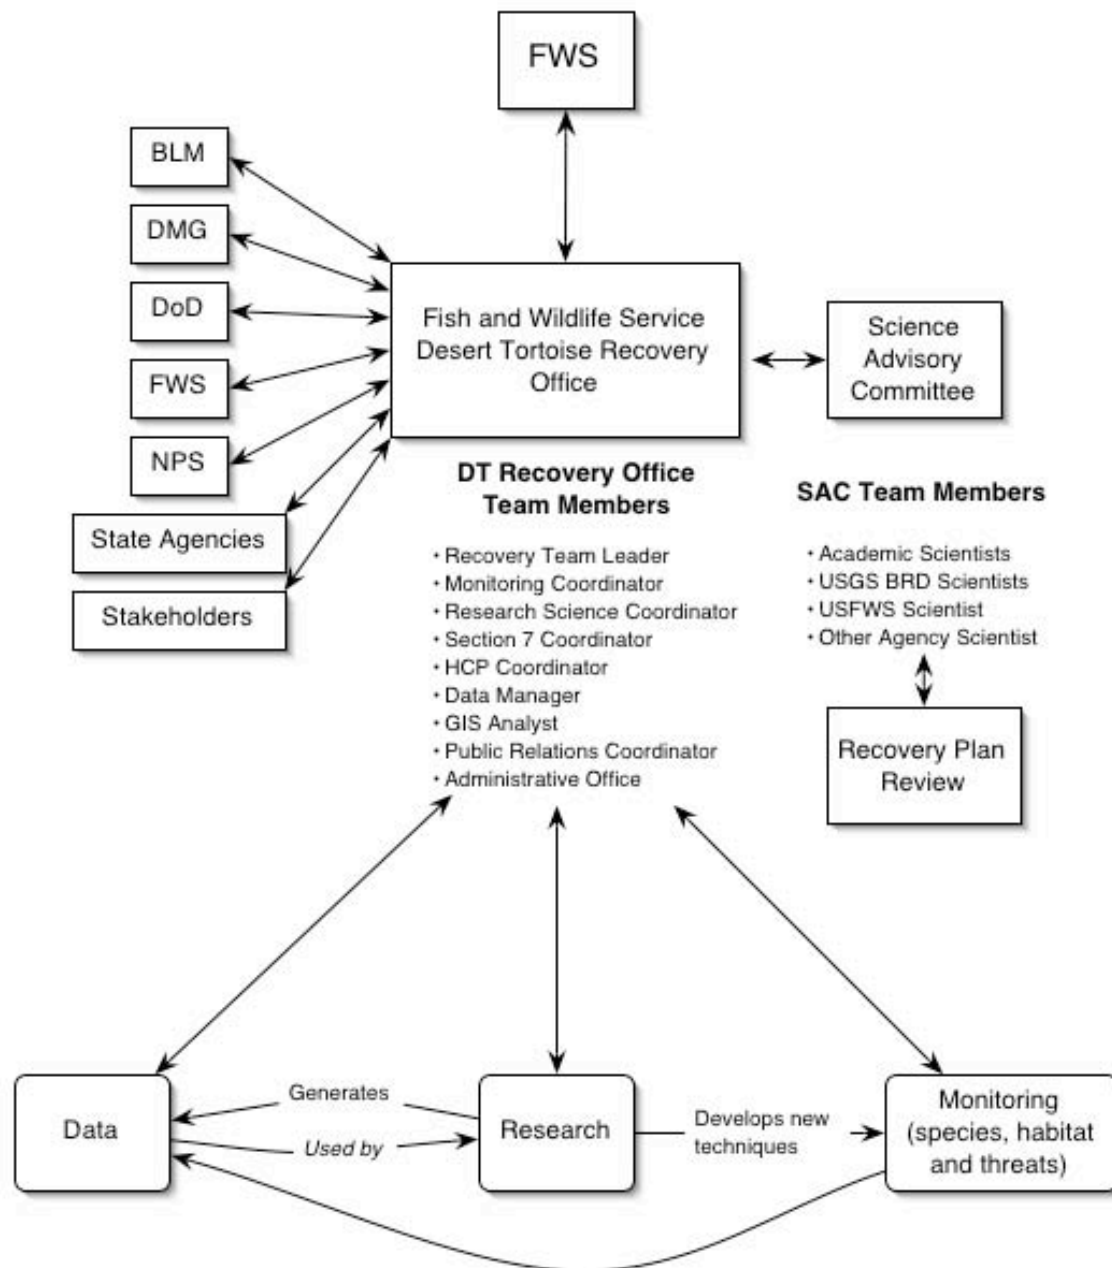 FWS
BLM
DMG
DoD
FWS
NPS
State Agencies
Stakeholders
Fish and Wildlife Service
Desert Tortoise Recovery
Office
Science
Advisory
Committee
DT Recovery Office
Team Members
• Recovery Team Leader
• Monitoring Coordinator
• Research Science Coordinator
• Section 7 Coordinator
• HCP Coordinator
• Data Manager
• GIS Analyst
• Public Relations Coordinator
• Administrative Office
SAC Team Members
• Academic Scientists
• USGS BRD Scientists
• USFWS Scientist
• Other Agency Scientist
Recovery Plan
Review
Data
Generates
Used by
Research
Develops new
techniques
Monitoring
(species, habitat
and threats)